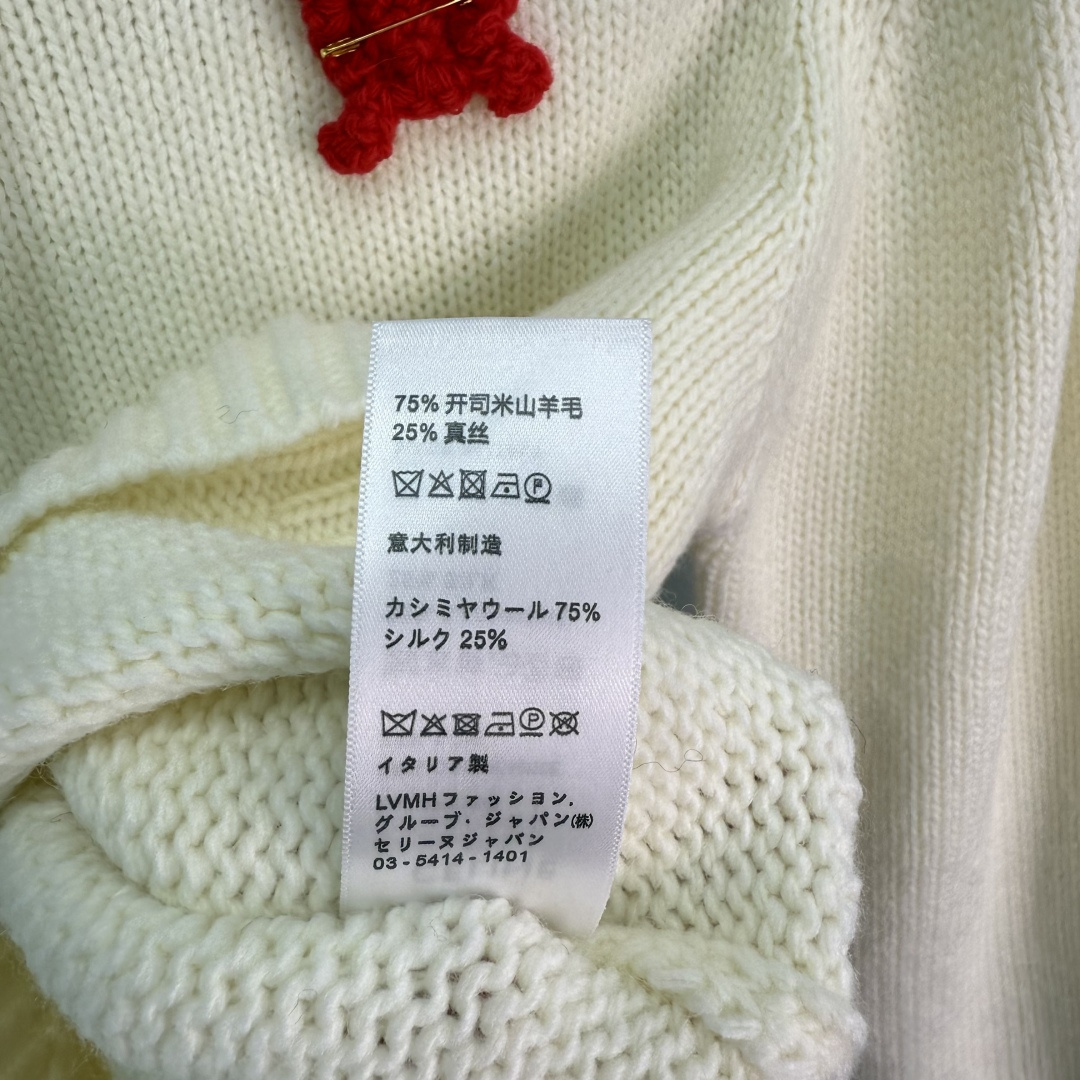 75% 开司米山羊毛
25% 真丝
意大利制造
カシミヤウール 75%
シルク 25%
イタリア製
LVMHファッション.
グループ・ジャパン(株)
セリーヌジャパン
03-5414-1401